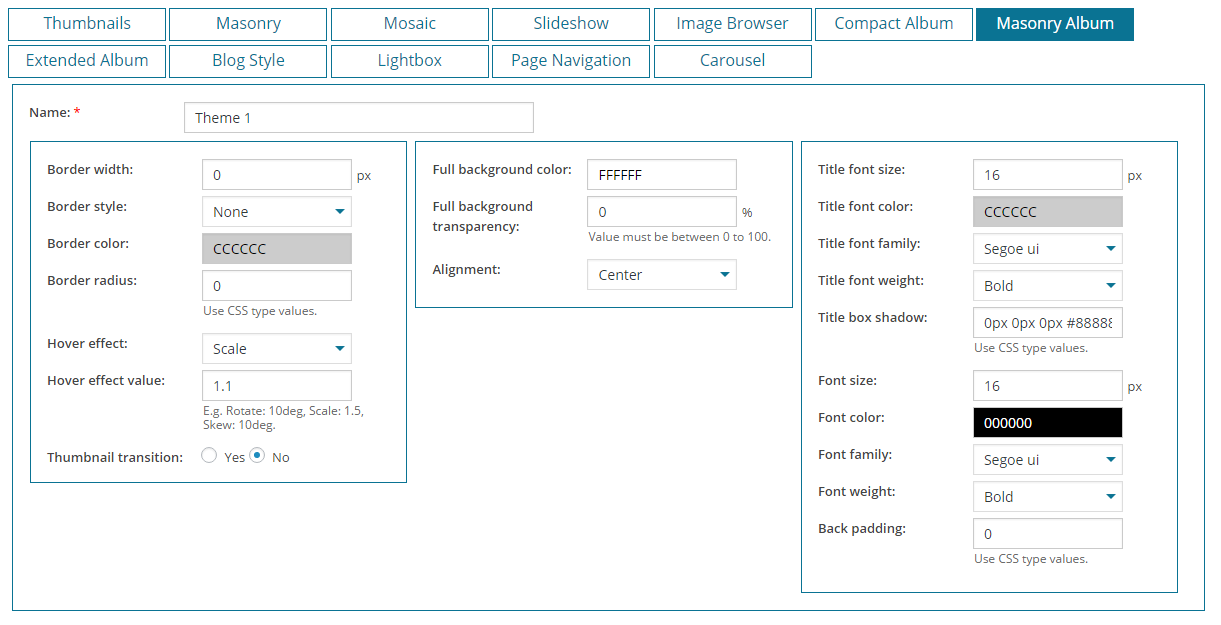 Thumbnails
Masonry
Mosaic
Slideshow
Image Browser
Compact Album
Masonry Album
Extended Album
Blog Style
Lightbox
Page Navigation
Carousel
Name: *
Theme 1
Border width:
0
px
Border style:
None
Border color:
CCCCCC
Border radius:
0
Use CSS type values.
Hover effect:
Scale
Hover effect value:
1.1
E.g. Rotate: 10deg, Scale: 1.5,
Skew: 10deg.
Thumbnail transition:
Yes
No
Full background color:
FFFFFF
Full background
transparency:
0
%
Value must be between 0 to 100.
Alignment:
Center
Title font size:
16
px
Title font color:
CCCCCC
Title font family:
Segoe ui
Title font weight:
Bold
Title box shadow:
0px 0px 0px #88888
Use CSS type values.
Font size:
16
px
Font color:
000000
Font family:
Segoe ui
Font weight:
Bold
Back padding:
0
Use CSS type values.